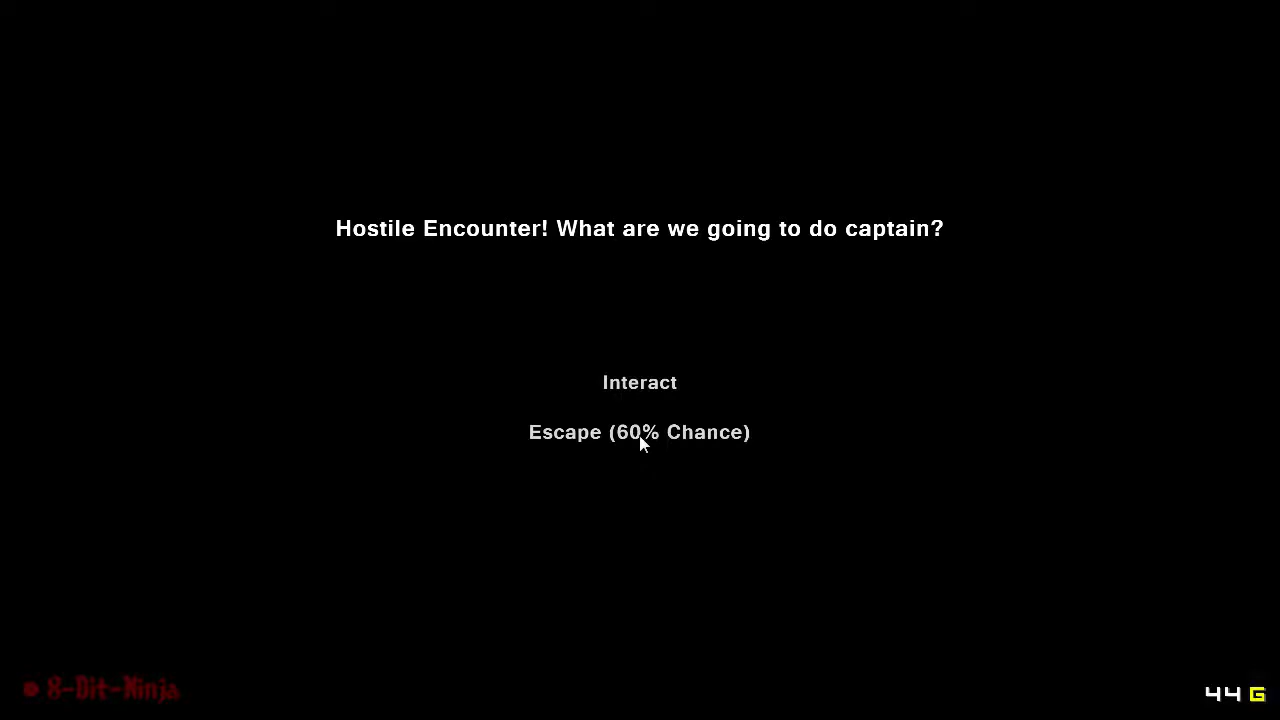 Hostile Encounter! What are we going to do captain?
Interact
Escape (60% Chance)
8-Bit-Ninja
44 G